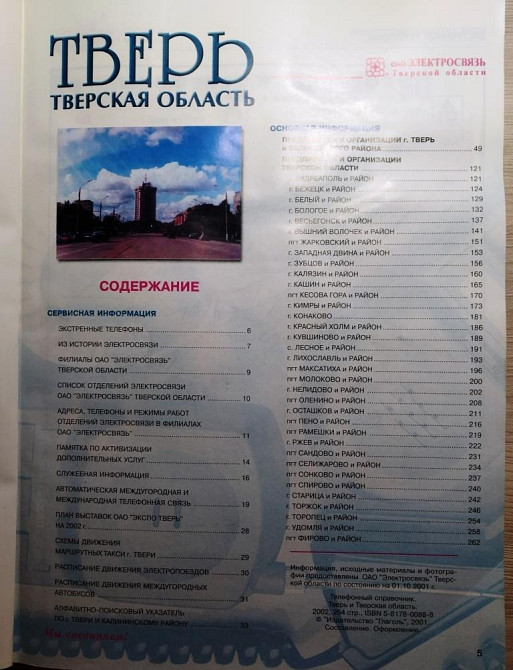 ТВЕРЬ
ТВЕРСКАЯ ОБЛАСТЬ
ОАО ЭЛЕКТРОСВЯЗЬ
Тверской области
СОДЕРЖАНИЕ
СЕРВИСНАЯ ИНФОРМАЦИЯ
ЭКСТРЕННЫЕ ТЕЛЕФОНЫ 6
ИЗ ИСТОРИИ ЭЛЕКТРОСВЯЗИ 7
ФИЛИАЛЫ ОАО "ЭЛЕКТРОСВЯЗЬ"
ТВЕРСКОЙ ОБЛАСТИ 9
СПИСОК ОТДЕЛЕНИЙ ЭЛЕКТРОСВЯЗИ
ОАО "ЭЛЕКТРОСВЯЗЬ" ТВЕРСКОЙ ОБЛАСТИ 10
АДРЕСА, ТЕЛЕФОНЫ И РЕЖИМЫ РАБОТ
ОТДЕЛЕНИЙ ЭЛЕКТРОСВЯЗИ В ФИЛИАЛАХ
ОАО "ЭЛЕКТРОСВЯЗЬ" 11
ПАМЯТКА ПО АКТИВИЗАЦИИ
ДОПОЛНИТЕЛЬНЫХ УСЛУГ 14
СЛУЖЕБНАЯ ИНФОРМАЦИЯ 16
АВТОМАТИЧЕСКАЯ МЕЖДУГОРОДНАЯ И
МЕЖДУНАРОДНАЯ ТЕЛЕФОННАЯ СВЯЗЬ 19
ПЛАН ВЫСТАВОК ОАО "ЭКСПО ТВЕРЬ"
НА 2002 г. 28
СХЕМЫ ДВИЖЕНИЯ
МАРШРУТНЫХ ТАКСИ г. ТВЕРИ 29
РАСПИСАНИЕ ДВИЖЕНИЯ ЭЛЕКТРОПОЕЗДОВ 30
РАСПИСАНИЕ ДВИЖЕНИЯ МЕЖДУГОРОДНЫХ
АВТОБУСОВ 31
АЛФАВИТНО-ПОИСКОВЫЙ УКАЗАТЕЛЬ
ПО г. ТВЕРИ И КАЛИНИНСКОМУ РАЙОНУ 33
ОСНОВНАЯ ИНФОРМАЦИЯ
И ОРГАНИЗАЦИИ г. ТВЕРЬ
РАЙОНА 49
И ОРГАНИЗАЦИИ
ОБЛАСТИ 121
АНДРЕАПОЛЬ и РАЙОН 121
г. БЕЖЕЦК и РАЙОН 124
г. БЕЛЫЙ и РАЙОН 129
г. БОЛОГОЕ и РАЙОН 132
г. ВЕСЬЕГОНСК и РАЙОН 137
г. ВЫШНИЙ ВОЛОЧЕК и РАЙОН 141
пгт ЖАРКОВСКИЙ и РАЙОН 151
г. ЗАПАДНАЯ ДВИНА и РАЙОН 153
г. ЗУБЦОВ и РАЙОН 156
г. КАЛЯЗИН и РАЙОН 160
г. КАШИН и РАЙОН 165
пгт КЕСОВА ГОРА и РАЙОН 170
г. КИМРЫ и РАЙОН 173
г. КОНАКОВО 181
г. КРАСНЫЙ ХОЛМ и РАЙОН 186
г. КУВШИНОВО и РАЙОН 189
с. ЛЕСНОЕ и РАЙОН 191
г. ЛИХОСЛАВЛЬ и РАЙОН 193
пгт МАКСАТИХА и РАЙОН 196
пгт МОЛОКОВО и РАЙОН 200
г. НЕЛИДОВО и РАЙОН 202
пгт ОЛЕНИНО и РАЙОН 208
г. ОСТАШКОВ и РАЙОН 211
пгт ПЕНО и РАЙОН 216
пгт РАМЕШКИ и РАЙОН 219
г. РЖЕВ и РАЙОН 222
пгт САНДОВО и РАЙОН 231
пгт СЕЛИЖАРОВО и РАЙОН 234
пгт СОНКОВО и РАЙОН 237
пгт СПИРОВО и РАЙОН 240
г. СТАРИЦА и РАЙОН 242
г. ТОРЖОК и РАЙОН 246
г. ТОРОПЕЦ и РАЙОН 254
г. УДОМЛЯ и РАЙОН 258
пгт ФИРОВО и РАЙОН 262
Информация, исходные материалы и фотогра-
фии предоставлены ОАО "Электросвязь" Твер-
ской области по состоянию на 01.10.2001 г.
Телефонный справочник.
Тверь и Тверская область.
2002, 254 стр., ISBN 5-8178-0088-8
© "Издательство "Глаголъ", 2001.
Составление. Оформление.
5